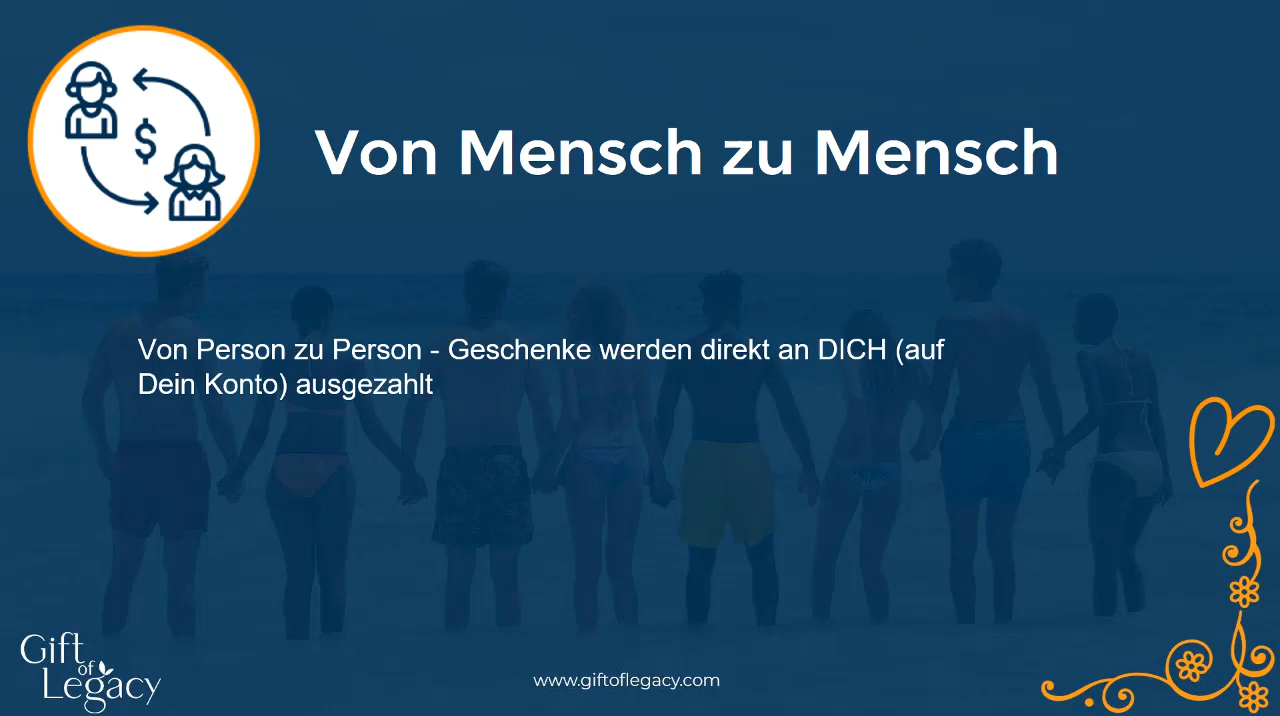 $
Von Mensch zu Mensch
Von Person zu Person - Geschenke werden direkt an DICH (auf
Dein Konto) ausgezahlt
Gift
of
Legacy
www.giftoflegacy.com